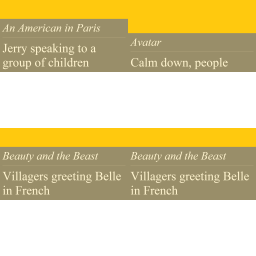 An American in Paris
Jerry speaking to a
group of children
Avatar
Calm down, people
Beauty and the Beast
Villagers greeting Belle
in French
Beauty and the Beast
Villagers greeting Belle
in French